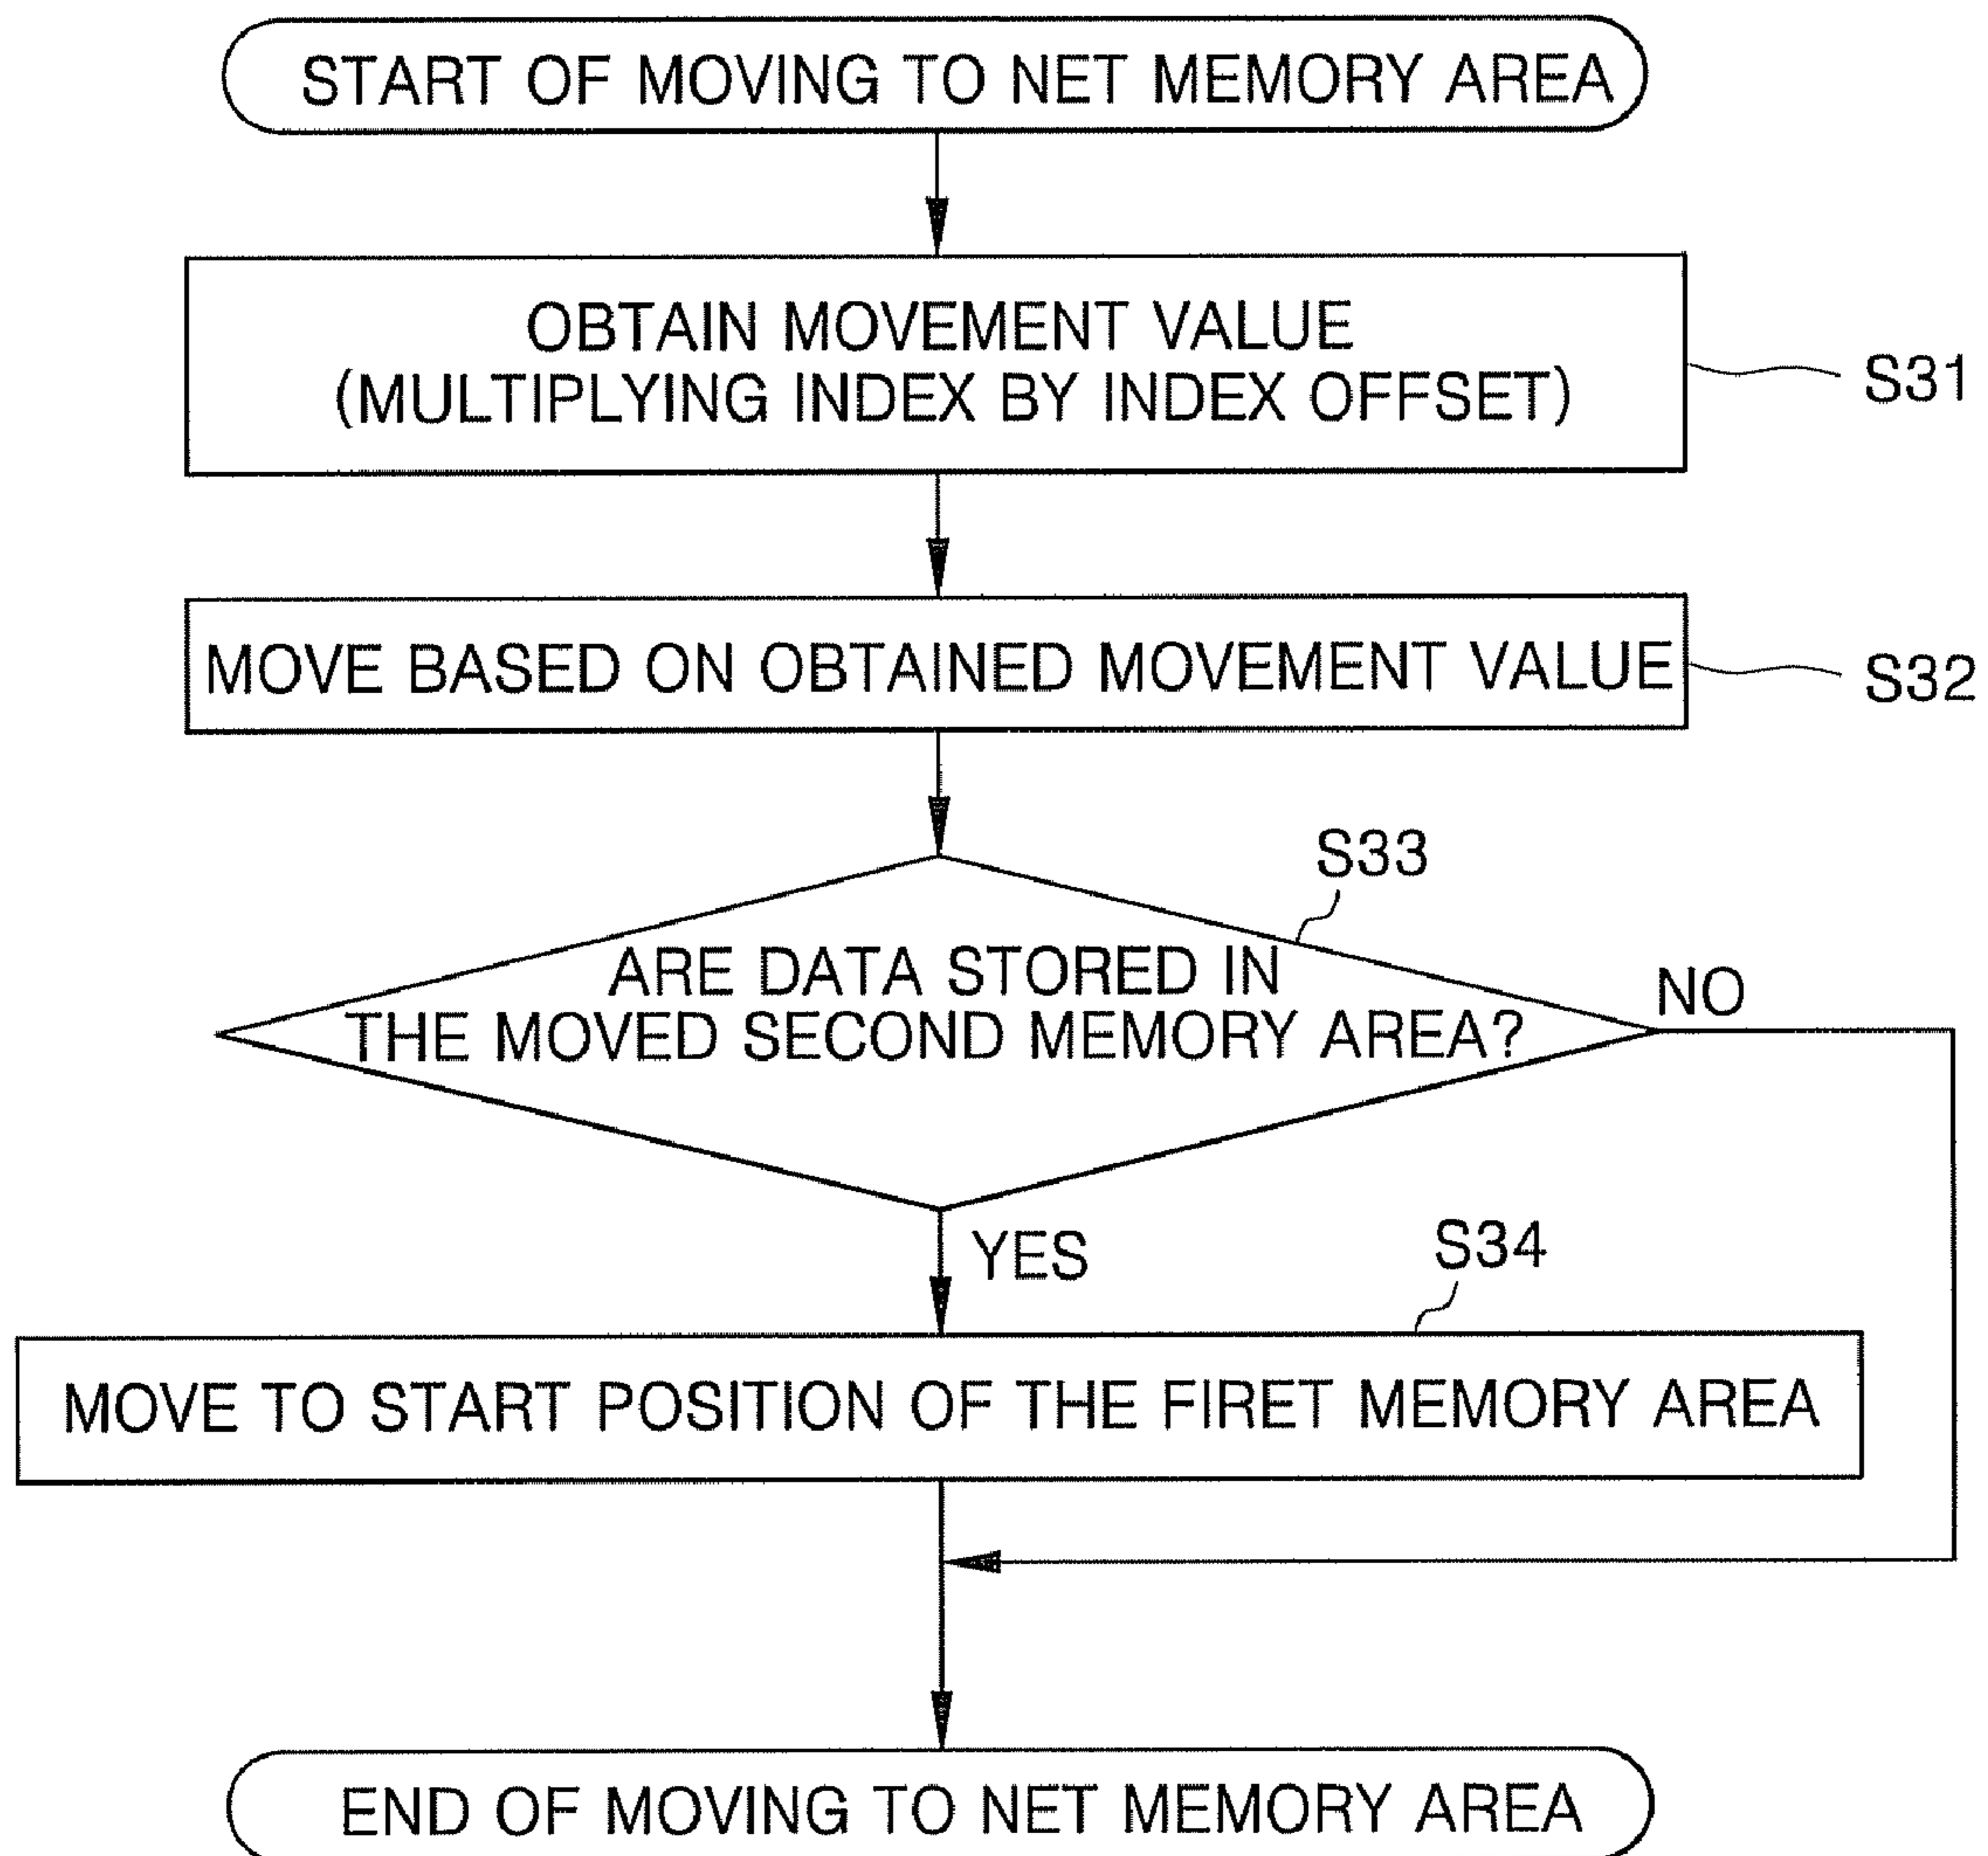 START OF MOVING TO NET MEMORY AREA
OBTAIN MOVEMENT VALUE
(MULTIPLYING INDEX BY INDEX OFFSET)
S31
MOVE BASED ON OBTAINED MOVEMENT VALUE
S32
S33
ARE DATA STORED IN
THE MOVED SECOND MEMORY AREA?
NO
YES
S34
MOVE TO START POSITION OF THE FIRET MEMORY AREA
END OF MOVING TO NET MEMORY AREA